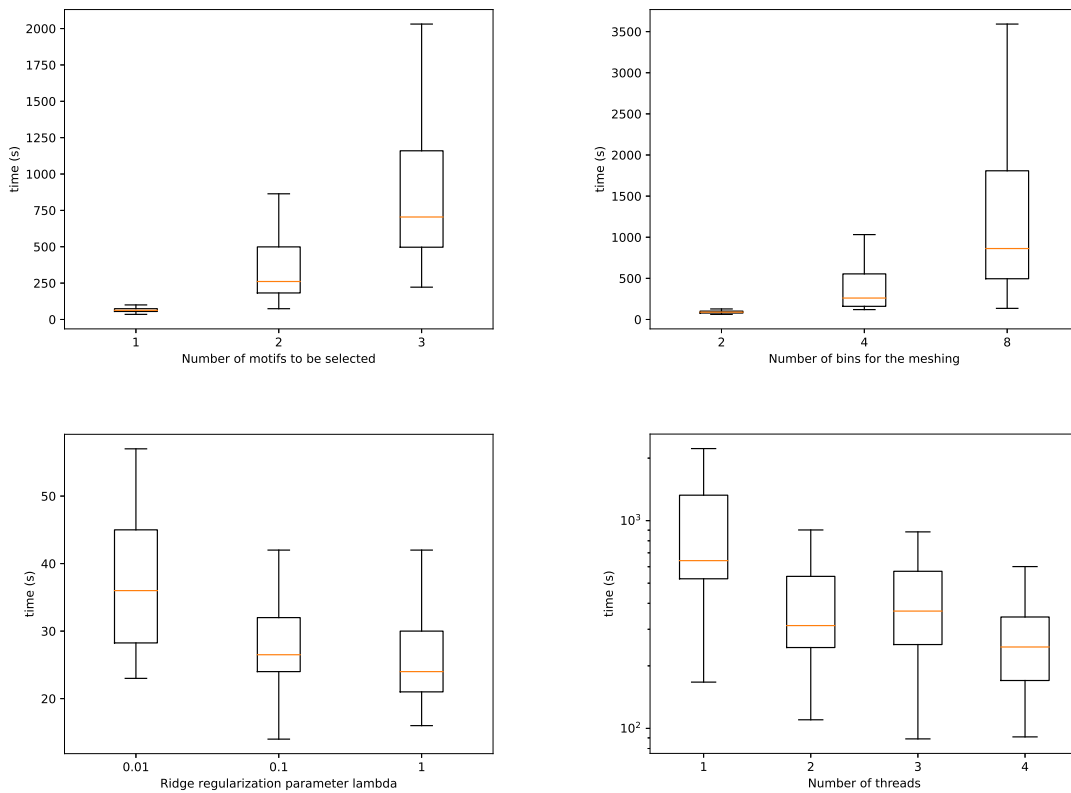 2000
1750
1500
1250
1000
750
500
250
0
time (s)
1 2 3
Number of motifs to be selected
3500
3000
2500
2000
1500
1000
500
0
time (s)
2 4 8
Number of bins for the meshing
50
40
30
20
time (s)
0.01 0.1 1
Ridge regularization parameter lambda
10³
10²
time (s)
1 2 3 4
Number of threads